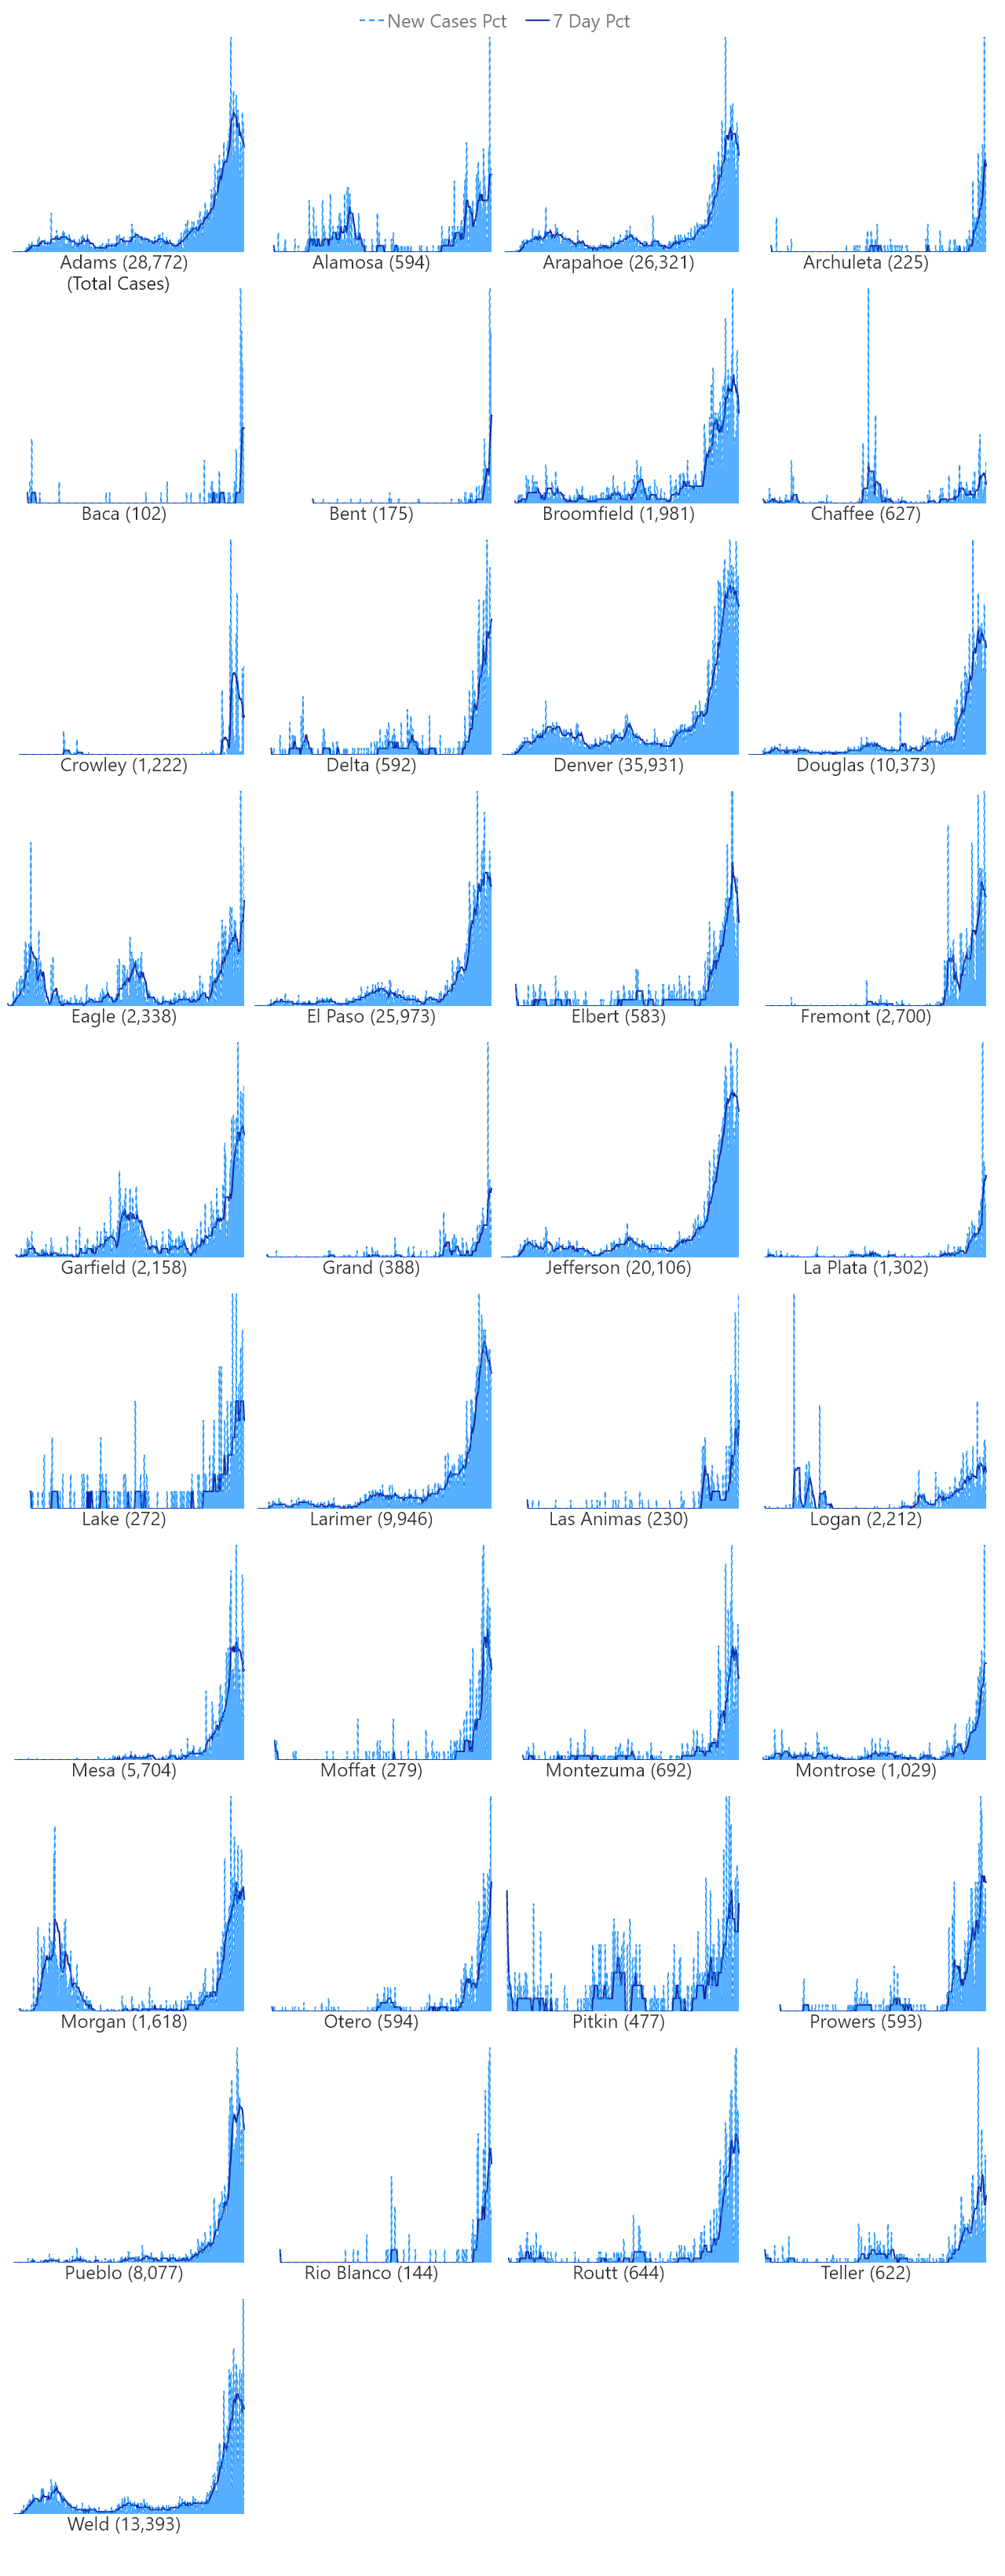 New Cases Pct 7 Day Pct
Adams (28,772) Alamosa (594) Arapahoe (26,321) Archuleta (225)
(Total Cases)
Baca (102) Bent (175) Broomfield (1,981) Chaffee (627)
Crowley (1,222) Delta (592) Denver (35,931) Douglas (10,373)
Eagle (2,338) El Paso (25,973) Elbert (583) Fremont (2,700)
Garfield (2,158) Grand (388) Jefferson (20,106) La Plata (1,302)
Lake (272) Larimer (9,946) Las Animas (230) Logan (2,212)
Mesa (5,704) Moffat (279) Montezuma (692) Montrose (1,029)
Morgan (1,618) Otero (594) Pitkin (477) Prowers (593)
Pueblo (8,077) Rio Blanco (144) Routt (644) Teller (622)
Weld (13,393)